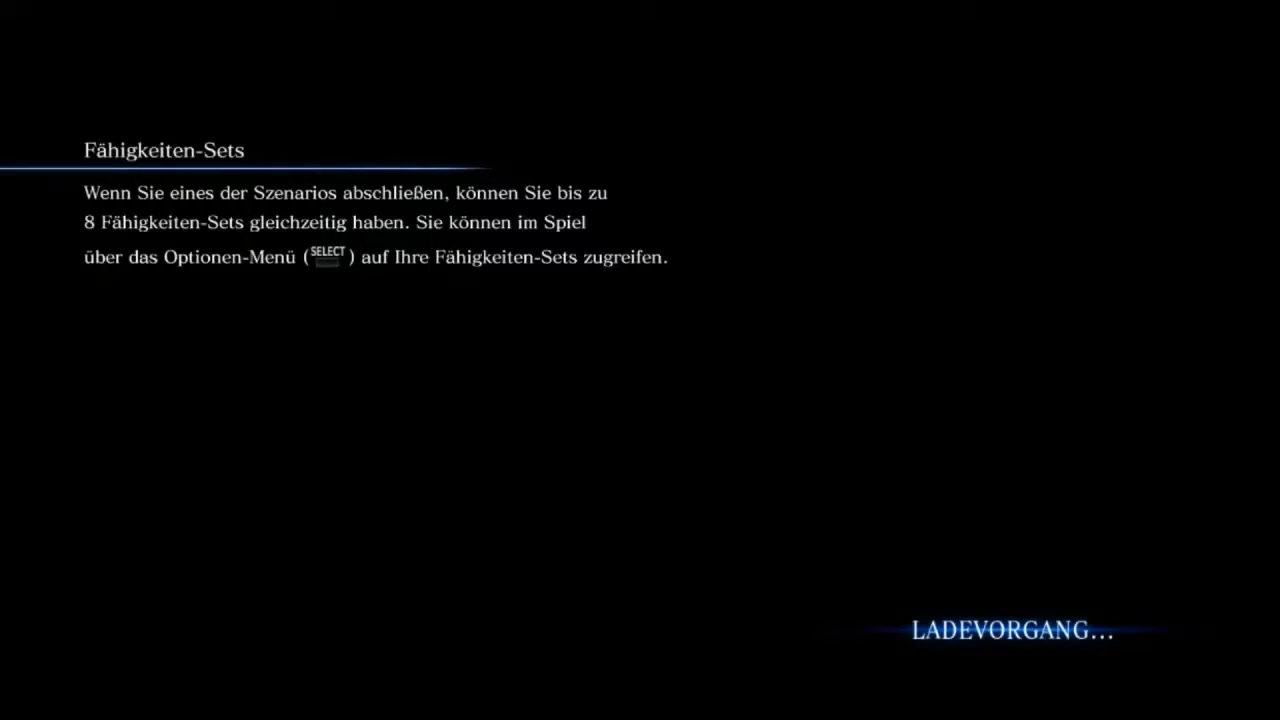 Fähigkeiten-Sets
Wenn Sie eines der Szenarios abschließen, können Sie bis zu
8 Fähigkeiten-Sets gleichzeitig haben. Sie können im Spiel
über das Optionen-Menü (SELECT) auf Ihre Fähigkeiten-Sets zugreifen.
LADEVORGANG...